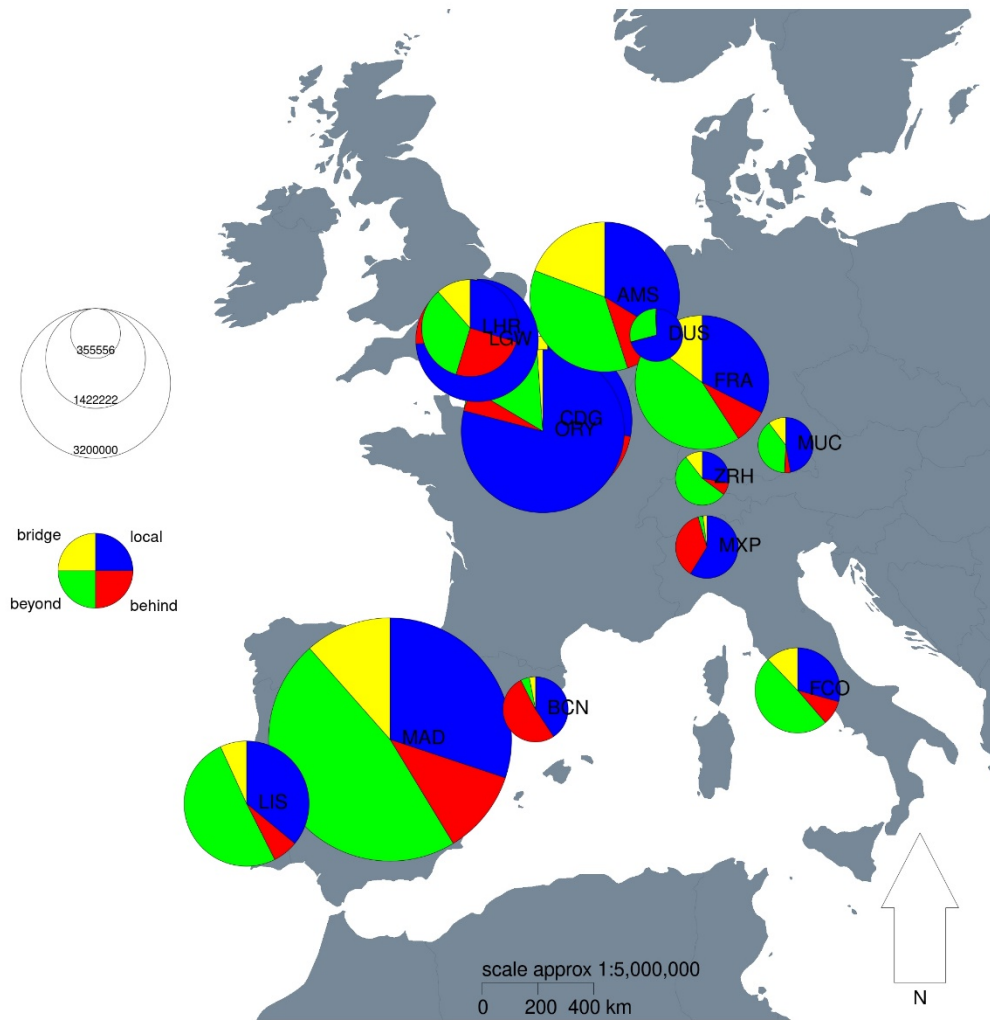 AMS
LHR
LGW
DUS
355556
FRA
1422222
CDG
ORY
MUC
3200000
ZRH
bridge
local
MXP
beyond
behind
FCO
BCN
MAD
LIS
scale approx 1:5,000,000
0 200 400 km
N